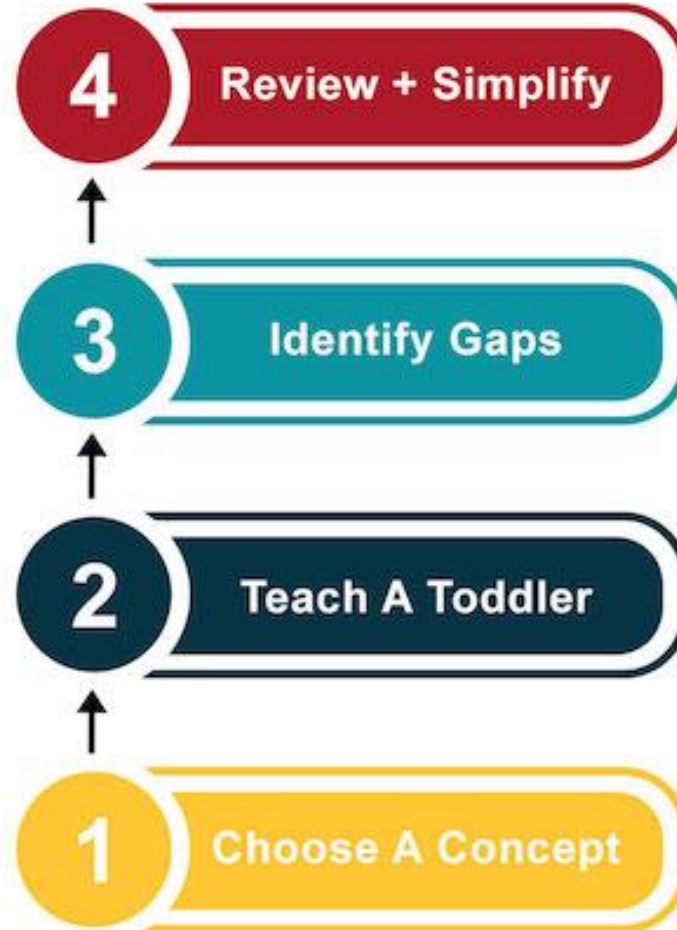 4 Review + Simplify
3 Identify Gaps
2 Teach A Toddler
1 Choose A Concept